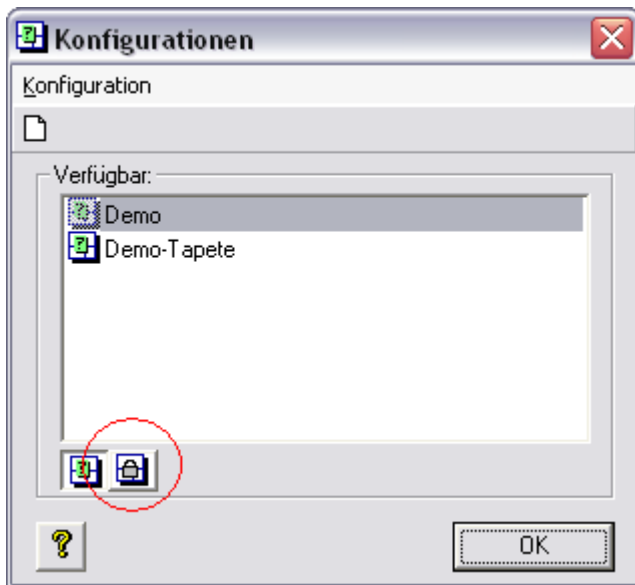 Konfigurationen
Konfiguration
Verfügbar:
Demo
Demo-Tapete
OK